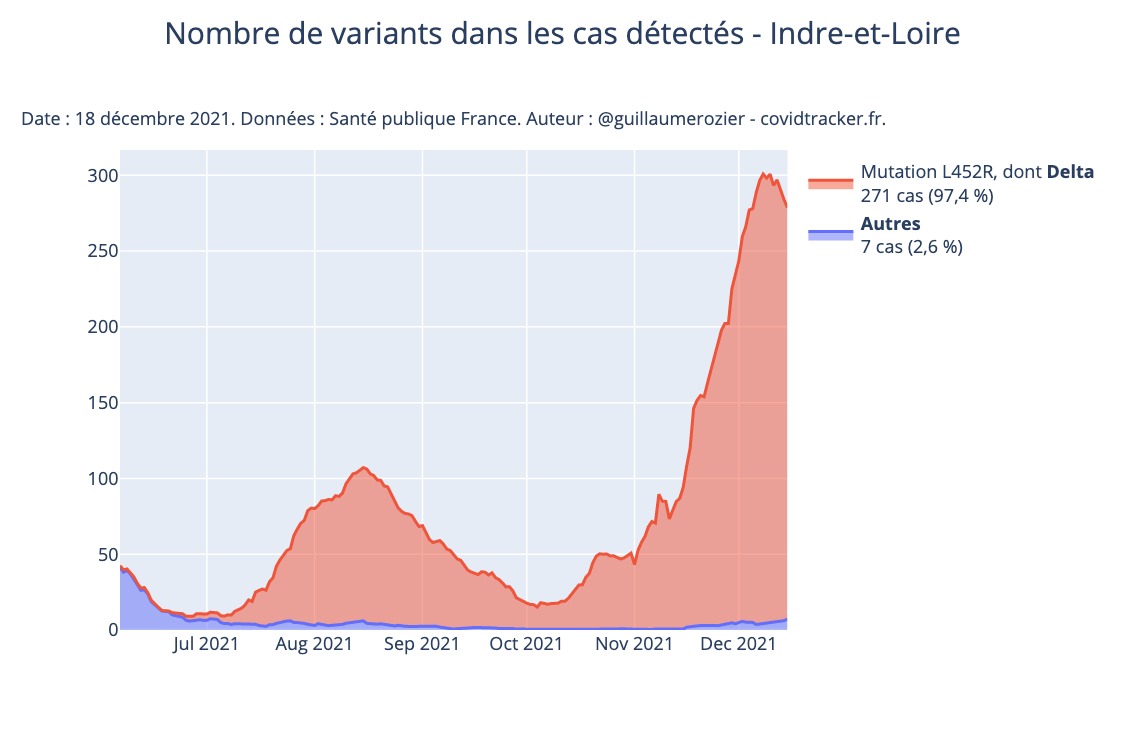 Nombre de variants dans les cas détectés - Indre-et-Loire
Date : 18 décembre 2021. Données : Santé publique France. Auteur : @guillaumerozier - covidtracker.fr.
Mutation L452R, dont Delta
271 cas (97,4 %)
Autres
7 cas (2,6 %)
300
250
200
150
100
50
0
Jul 2021
Aug 2021
Sep 2021
Oct 2021
Nov 2021
Dec 2021